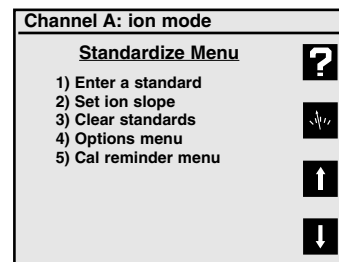 Channel A: ion mode
Standardize Menu
?
1) Enter a standard
2) Set ion slope
3) Clear standards
4) Options menu
5) Cal reminder menu